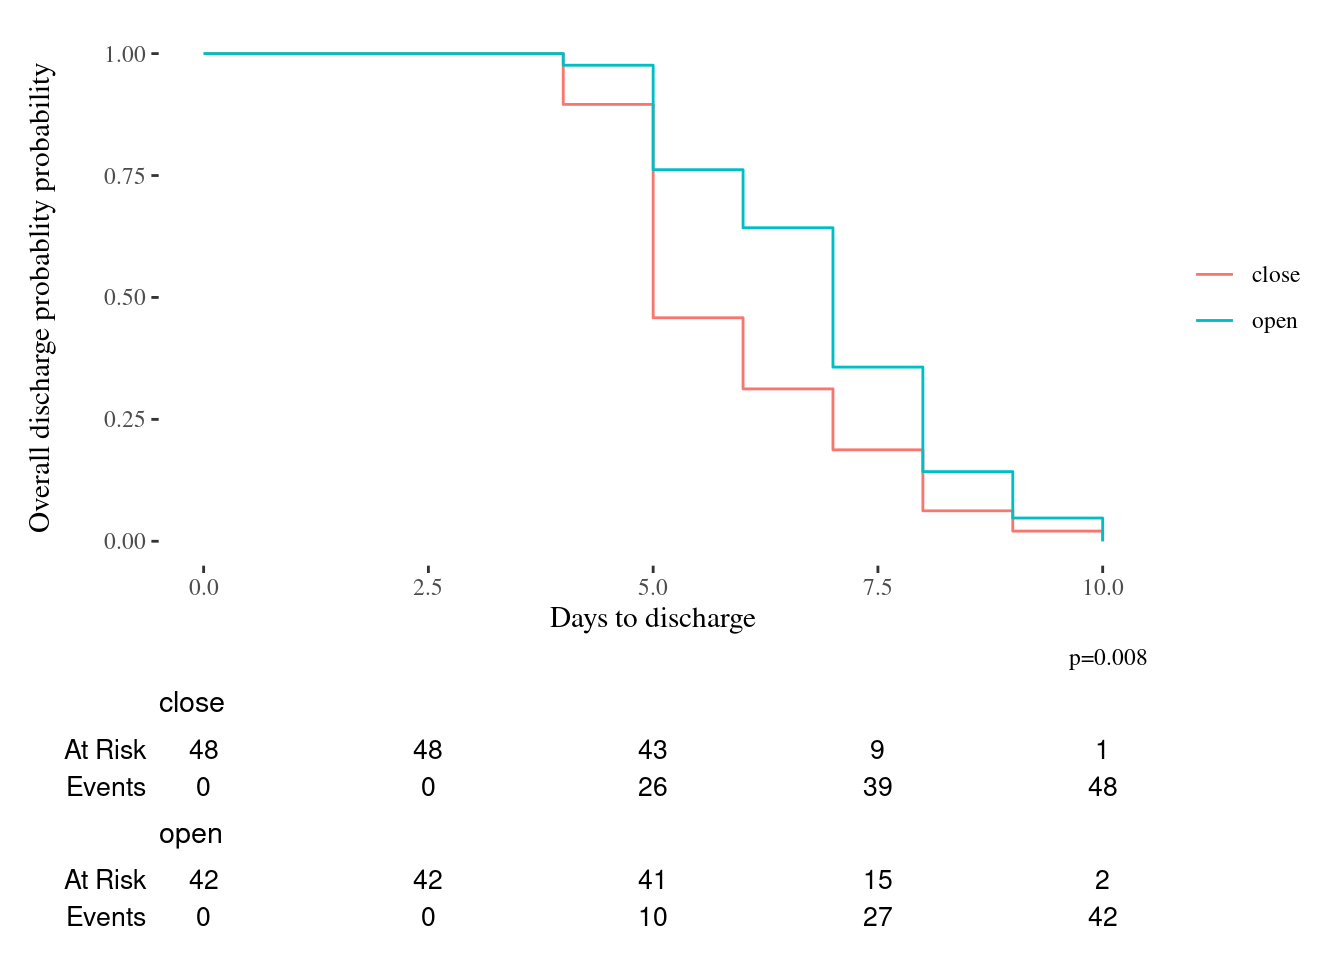 Overall discharge probablity probability
1.00
0.75
0.50
0.25
0.00
0.0 2.5 5.0 7.5 10.0
Days to discharge
close
open
p=0.008
close
At Risk 48 48 43 9 1
Events 0 0 26 39 48
open
At Risk 42 42 41 15 2
Events 0 0 10 27 42